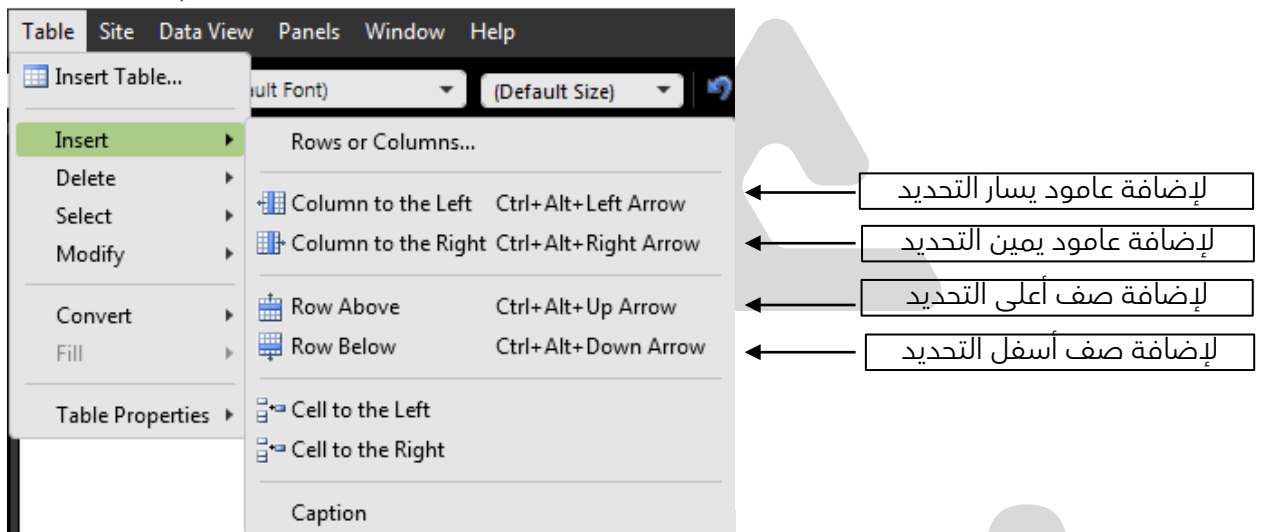 Table Site Data View Panels Window Help
Insert Table...
ult Font) (Default Size)
Insert
Delete
Select
Modify
Convert
Fill
Table Properties
Rows or Columns...
Column to the Left Ctrl+Alt+Left Arrow
Column to the Right Ctrl+Alt+Right Arrow
Row Above Ctrl+Alt+Up Arrow
Row Below Ctrl+Alt+Down Arrow
Cell to the Left
Cell to the Right
Caption
لإضافة عامود يسار التحديد
لإضافة عامود يمين التحديد
لإضافة صف أعلى التحديد
لإضافة صف أسفل التحديد